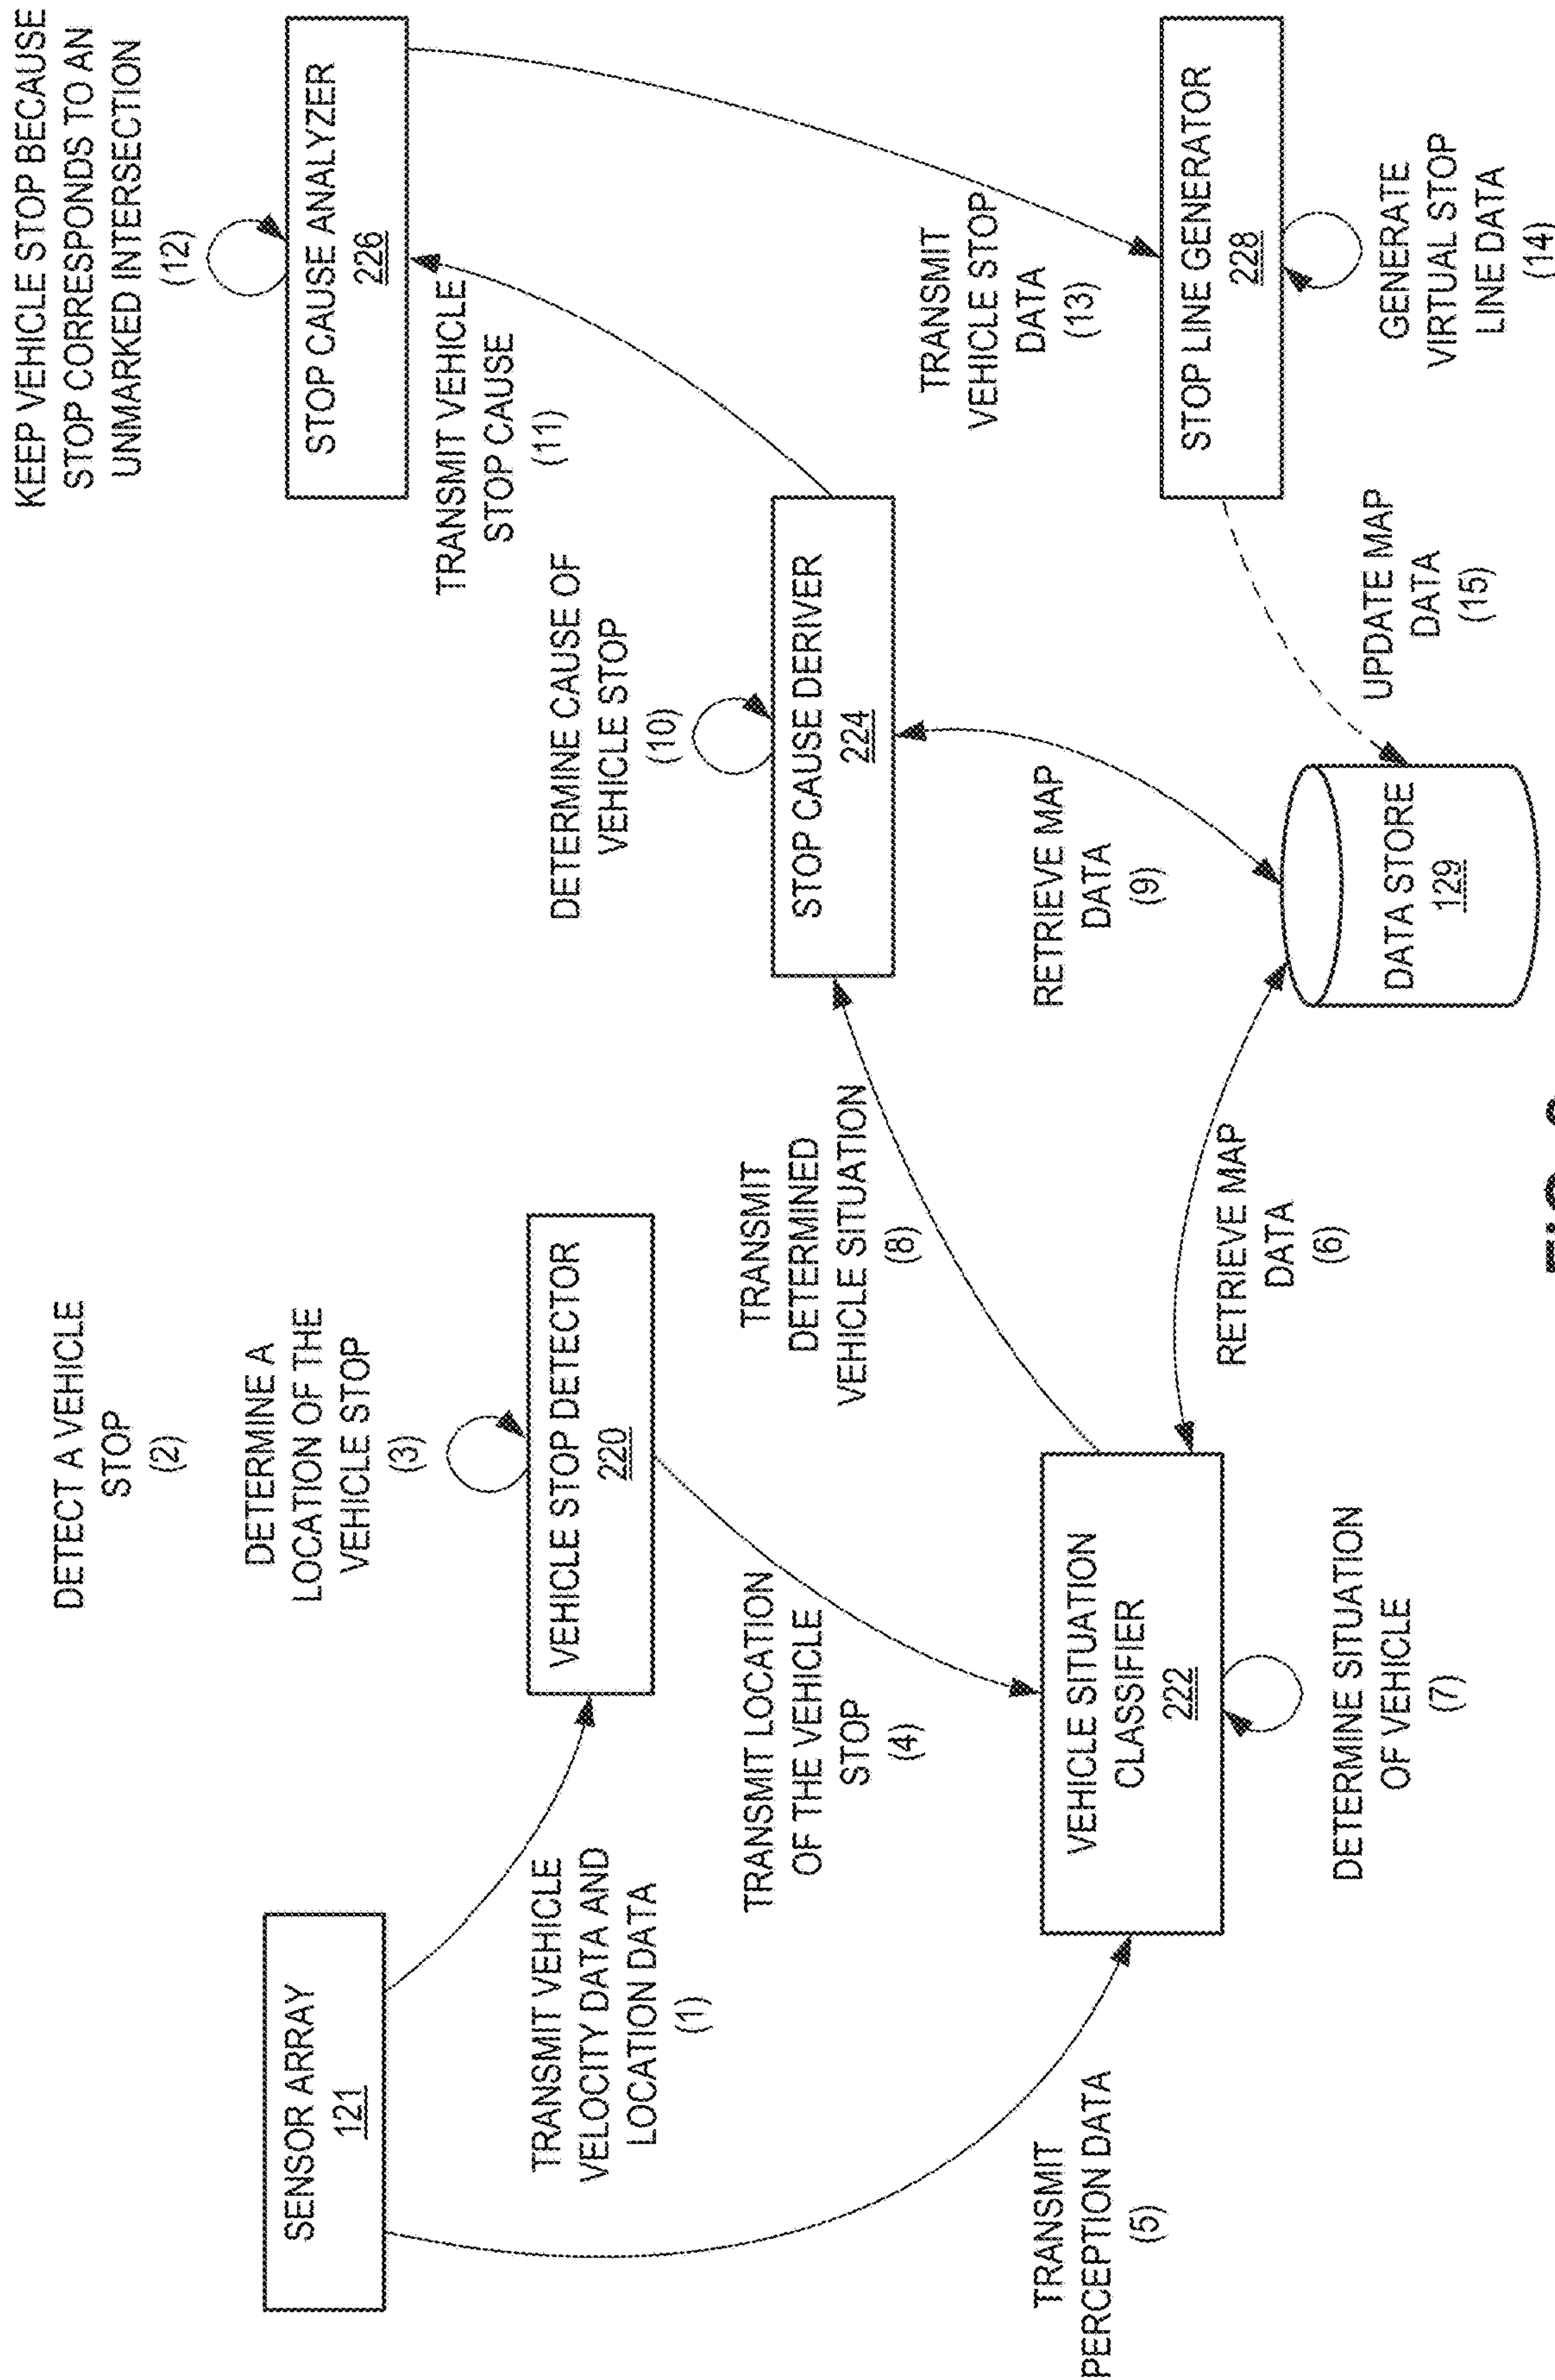 DETECT A VEHICLE
STOP
(2)
DETERMINE A
LOCATION OF THE
VEHICLE STOP
(3)
SENSOR ARRAY
121
VEHICLE STOP DETECTOR
220
TRANSMIT VEHICLE
VELOCITY DATA AND
LOCATION DATA
(1)
TRANSMIT LOCATION
OF THE VEHICLE
STOP
(4)
TRANSMIT
PERCEPTION DATA
(5)
VEHICLE SITUATION
CLASSIFIER
222
DETERMINE SITUATION
OF VEHICLE
(7)
TRANSMIT
DETERMINED
VEHICLE SITUATION
(8)
RETRIEVE MAP
DATA
(6)
DETERMINE CAUSE OF
VEHICLE STOP
(10)
STOP CAUSE DERIVER
224
RETRIEVE MAP
DATA
(9)
DATA STORE
129
KEEP VEHICLE STOP BECAUSE
STOP CORRESPONDS TO AN
UNMARKED INTERSECTION
(12)
STOP CAUSE ANALYZER
226
TRANSMIT VEHICLE
STOP CAUSE
(11)
TRANSMIT
VEHICLE STOP
DATA
(13)
STOP LINE GENERATOR
228
GENERATE
VIRTUAL STOP
LINE DATA
(14)
UPDATE MAP
DATA
(15)